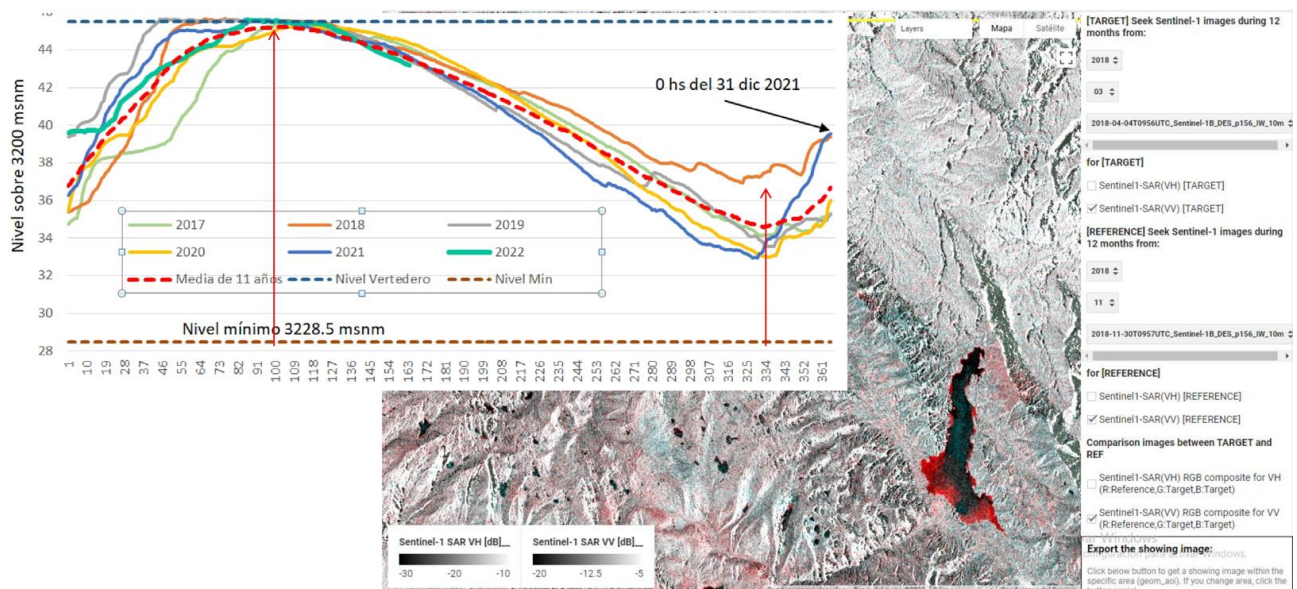 46
44
42
40
38
36
34
32
30
28
Nivel sobre 3200 msnm
0 hs del 31 dic 2021
2017 2018 2019
2020 2021 2022
Media de 11 años Nivel Vertedero Nivel Min
Nivel mínimo 3228.5 msnm
1 10 19 28 37 46 55 64 73 82 91 100 109 118 127 136 145 154 163 172 181 190 199 208 217 226 235 244 253 262 271 280 289 298 307 316 325 334 343 352 361
Layers
Mapa Satélite
Sentinel-1 SAR VH [dB]__ Sentinel-1 SAR VV [dB]__
-30 -20 -10 -20 -12.5 -5
[TARGET] Seek Sentinel-1 images during 12
months from:
2018
03
2018-04-04T0956UTC_Sentinel-1B_DES_p156_IW_10m
for [TARGET]
Sentinel1-SAR(VH) [TARGET]
Sentinel1-SAR(VV) [TARGET]
[REFERENCE] Seek Sentinel-1 images during
12 months from:
2018
11
2018-11-30T0957UTC_Sentinel-1B_DES_p156_IW_10m
for [REFERENCE]
Sentinel1-SAR(VH) [REFERENCE]
Sentinel1-SAR(VV) [REFERENCE]
Comparison images between TARGET and
REF
Sentinel1-SAR(VH) RGB composite for VH
(R:Reference,G:Target,B:Target)
Sentinel1-SAR(VV) RGB composite for VV
(R:Reference,G:Target,B:Target)
Windows
Export the showing image:
Windows.
Click below button to get a showing image within the
specific area (geom_aoi). If you change area, click the